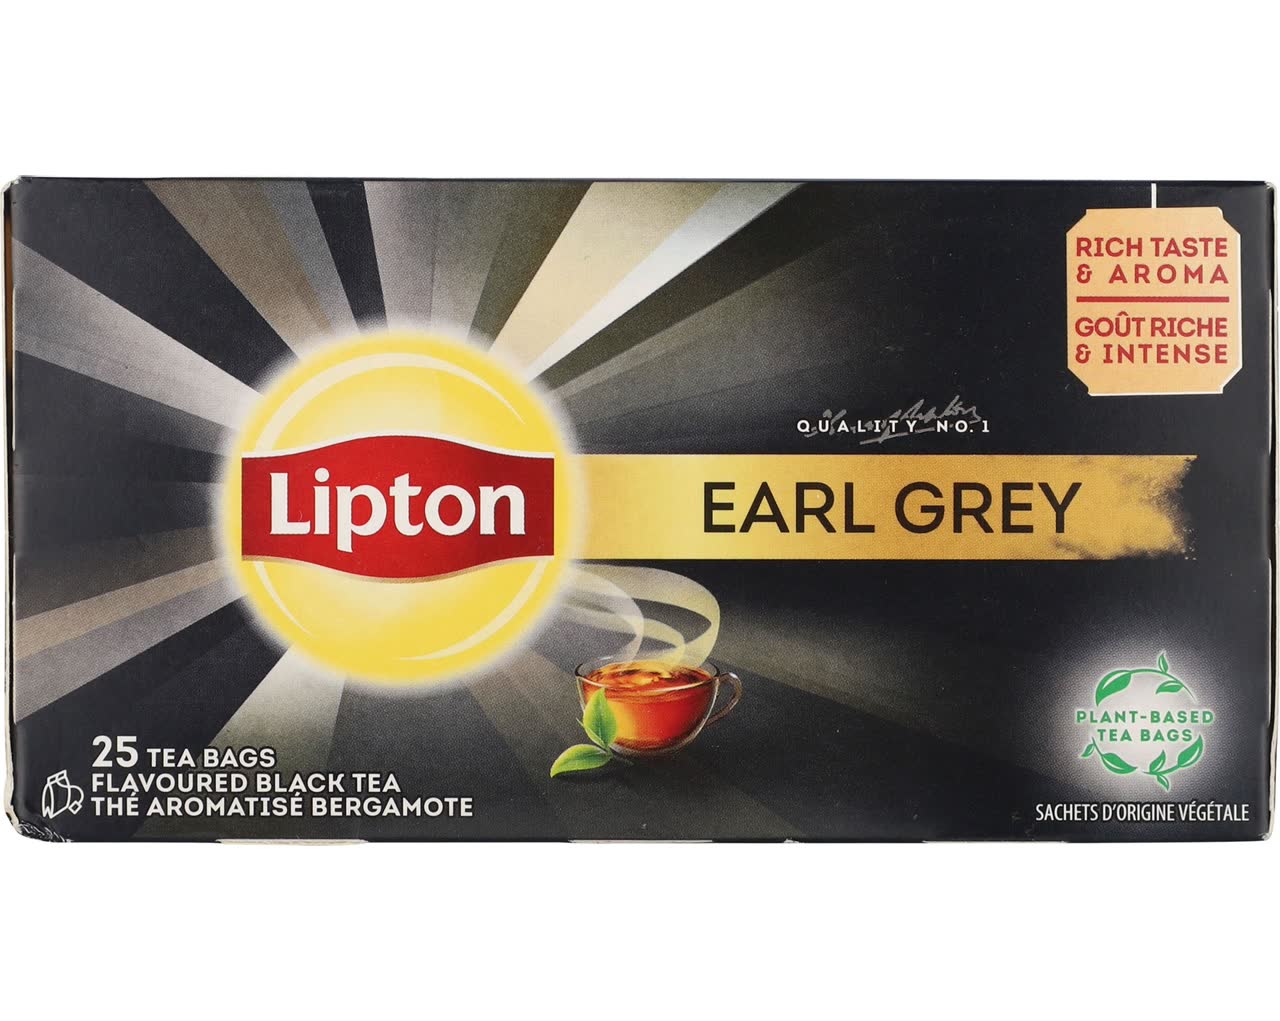 RICH TASTE
& AROMA
GOÛT RICHE
& INTENSE
QUALITY NO. 1
Lipton
EARL GREY
PLANT-BASED
TEA BAGS
25 TEA BAGS
FLAVOURED BLACK TEA
THÉ AROMATISÉ BERGAMOTE
SACHETS D'ORIGINE VÉGÉTALE